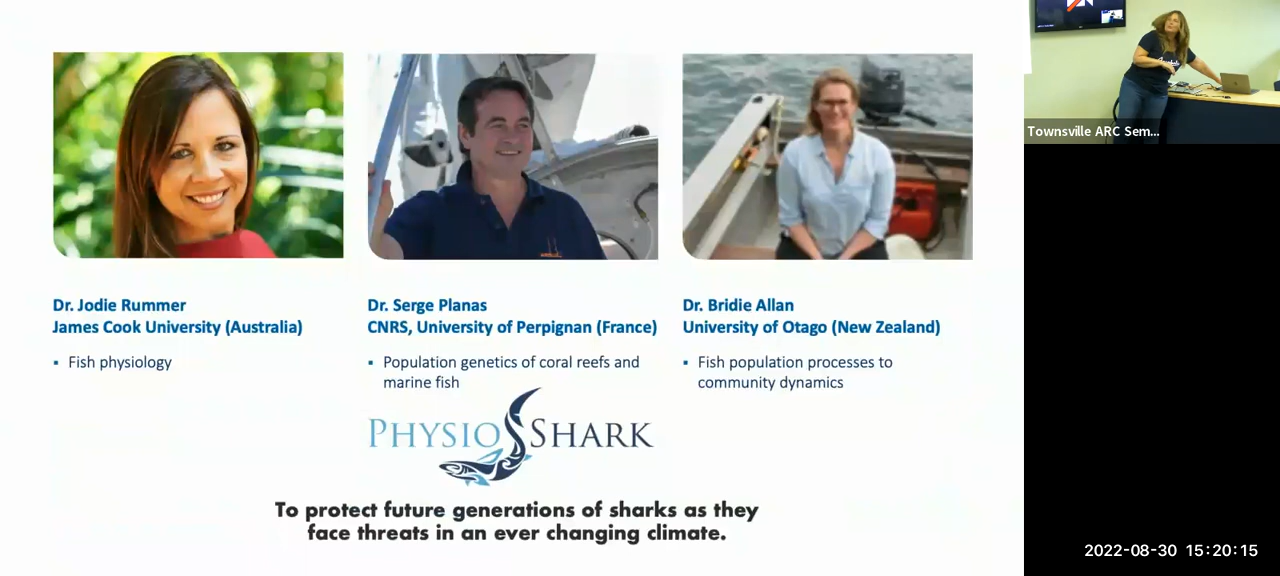 Townsville ARC Sem...
Dr. Jodie Rummer
James Cook University (Australia)
▪ Fish physiology
Dr. Serge Planas
CNRS, University of Perpignan (France)
▪ Population genetics of coral reefs and
marine fish
Dr. Bridie Allan
University of Otago (New Zealand)
▪ Fish population processes to
community dynamics
PHYSIO SHARK
To protect future generations of sharks as they
face threats in an ever changing climate.
2022-08-30 15:20:15